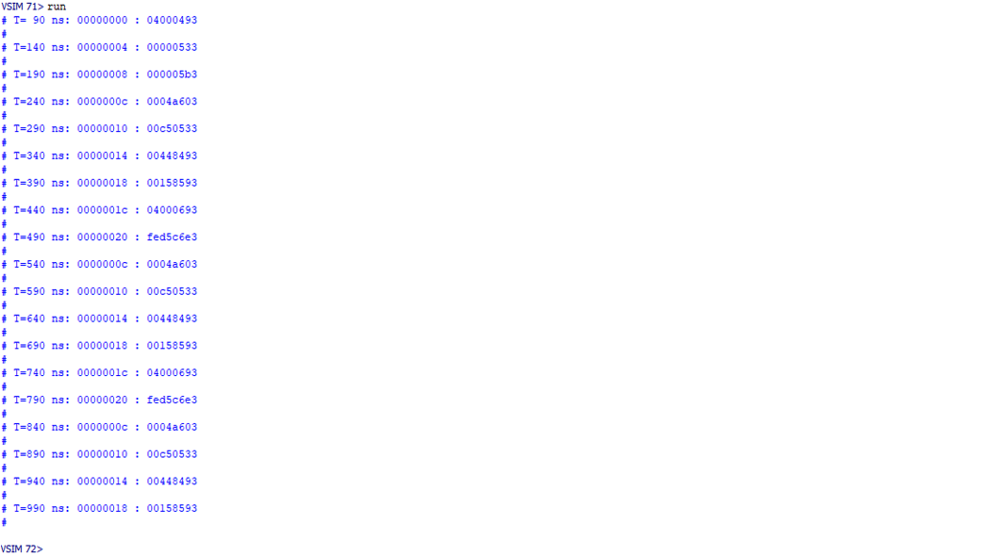 VSIM 71> run
# T= 90 ns: 00000000 : 04000493
#
# T=140 ns: 00000004 : 00000533
#
# T=190 ns: 00000008 : 000005b3
#
# T=240 ns: 0000000c : 0004a603
#
# T=290 ns: 00000010 : 00c50533
#
# T=340 ns: 00000014 : 00448493
#
# T=390 ns: 00000018 : 00158593
#
# T=440 ns: 0000001c : 04000693
#
# T=490 ns: 00000020 : fed5c6e3
#
# T=540 ns: 0000000c : 0004a603
#
# T=590 ns: 00000010 : 00c50533
#
# T=640 ns: 00000014 : 00448493
#
# T=690 ns: 00000018 : 00158593
#
# T=740 ns: 0000001c : 04000693
#
# T=790 ns: 00000020 : fed5c6e3
#
# T=840 ns: 0000000c : 0004a603
#
# T=890 ns: 00000010 : 00c50533
#
# T=940 ns: 00000014 : 00448493
#
# T=990 ns: 00000018 : 00158593
#
VSIM 72>